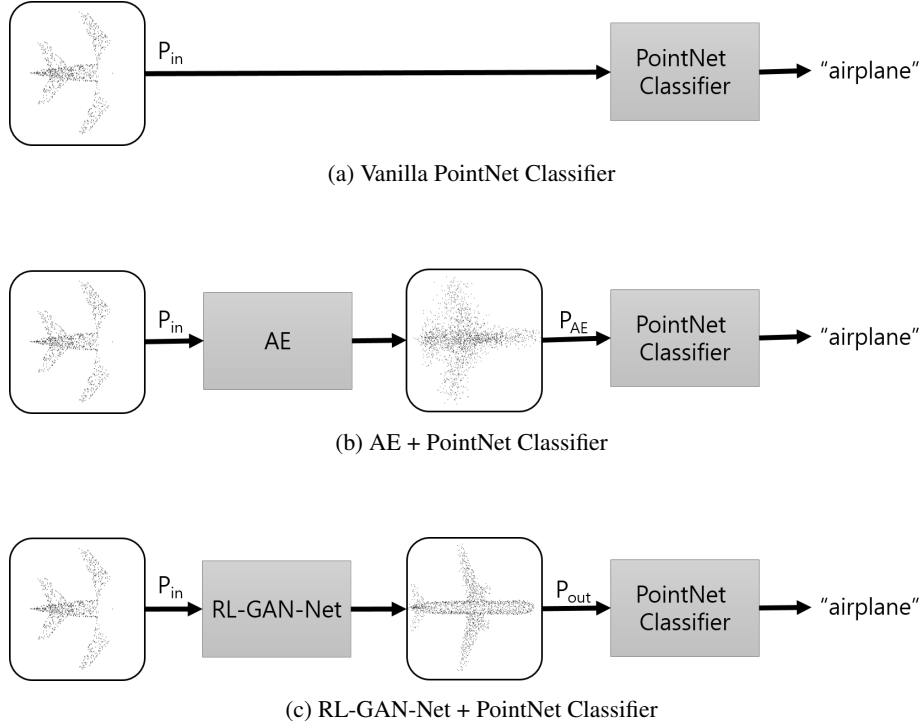 P_in
PointNet
Classifier
"airplane"
(a) Vanilla PointNet Classifier
P_in
AE
P_AE
PointNet
Classifier
"airplane"
(b) AE + PointNet Classifier
P_in
RL-GAN-Net
P_out
PointNet
Classifier
"airplane"
(c) RL-GAN-Net + PointNet Classifier